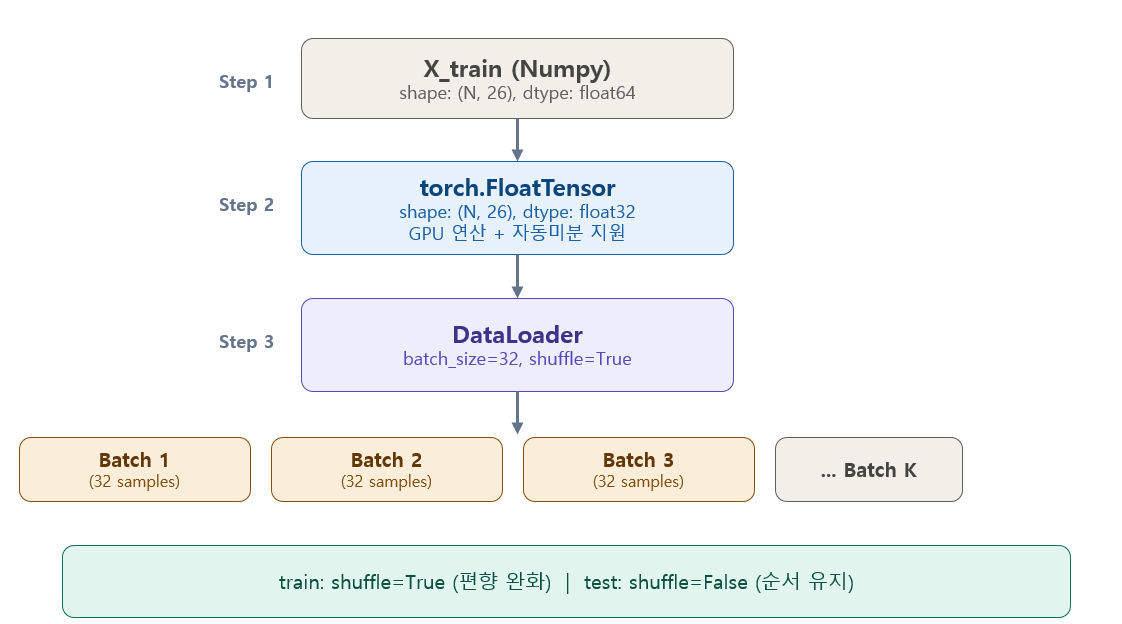 Step 1
X_train (Numpy)
shape: (N, 26), dtype: float64
Step 2
torch.FloatTensor
shape: (N, 26), dtype: float32
GPU 연산 + 자동미분 지원
Step 3
DataLoader
batch_size=32, shuffle=True
Batch 1
(32 samples)
Batch 2
(32 samples)
Batch 3
(32 samples)
... Batch K
train: shuffle=True (편향 완화) | test: shuffle=False (순서 유지)